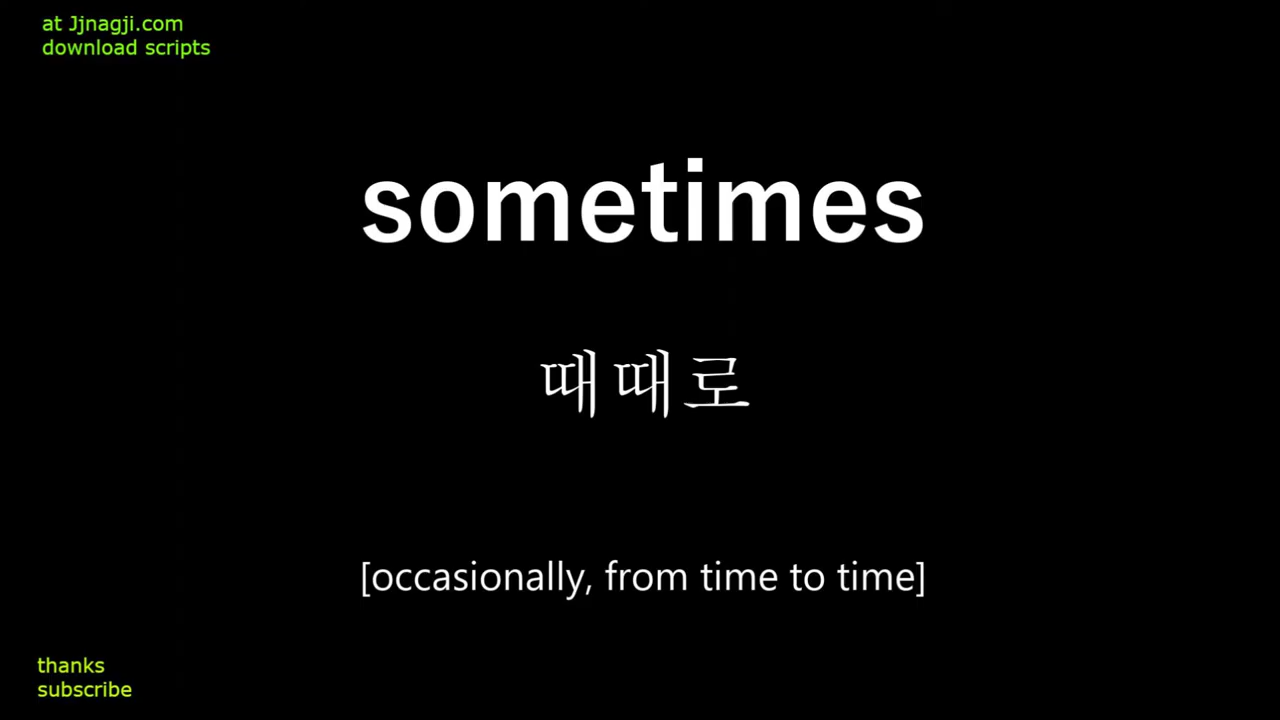 at Jjnagji.com
download scripts
sometimes
때때로
[occasionally, from time to time]
thanks
subscribe